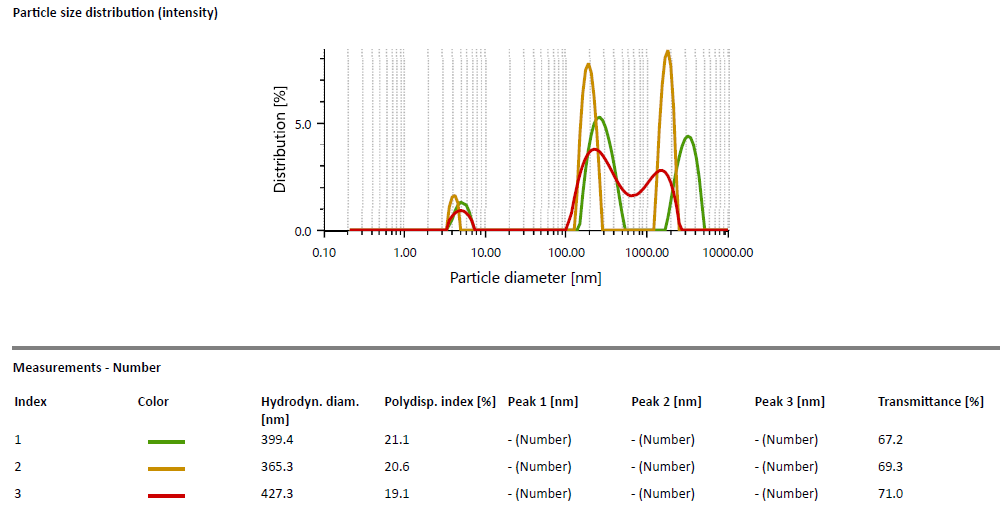 Particle size distribution (intensity)
Distribution [%]
5.0
0.0
0.10 1.00 10.00 100.00 1000.00 10000.00
Particle diameter [nm]
Measurements - Number
Index Color Hydrodyn. diam. Polydisp. index [%] Peak 1 [nm] Peak 2 [nm] Peak 3 [nm] Transmittance [%]
[nm]
1 399.4 21.1 - (Number) - (Number) - (Number) 67.2
2 365.3 20.6 - (Number) - (Number) - (Number) 69.3
3 427.3 19.1 - (Number) - (Number) - (Number) 71.0